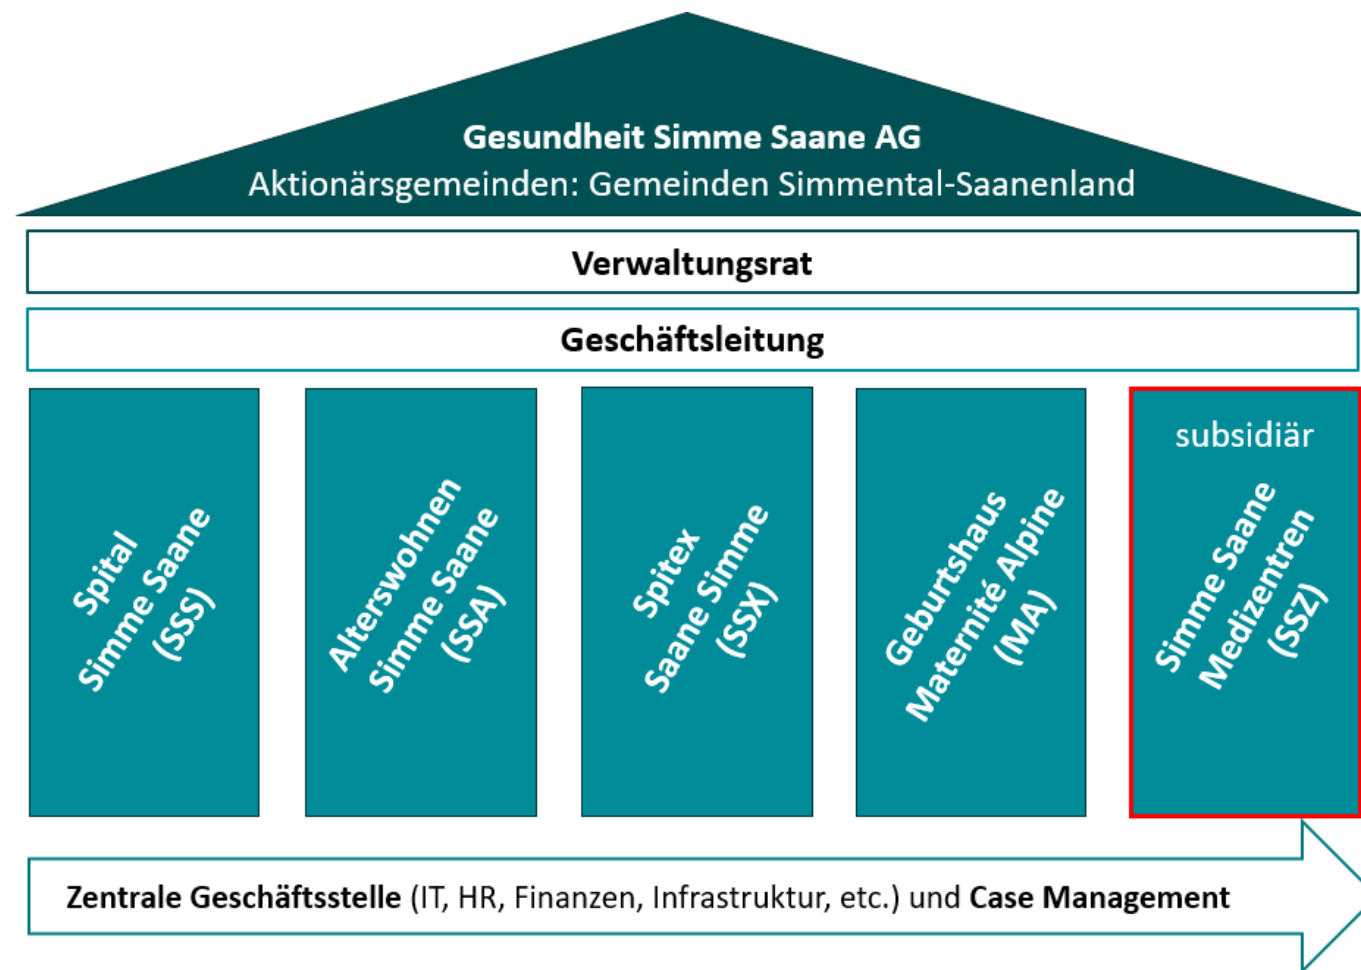 Gesundheit Simme Saane AG
Aktionärsgemeinden: Gemeinden Simmental-Saanenland
Verwaltungsrat
Geschäftsleitung
Spital
Simme Saane
(SSS)
Alterswohnen
Simme Saane
(SSA)
Spitex
Saane Simme
(SSX)
Geburtshaus
Maternité Alpine
(MA)
subsidiär
Simme Saane
Medizentren
(SSZ)
Zentrale Geschäftsstelle (IT, HR, Finanzen, Infrastruktur, etc.) und Case Management